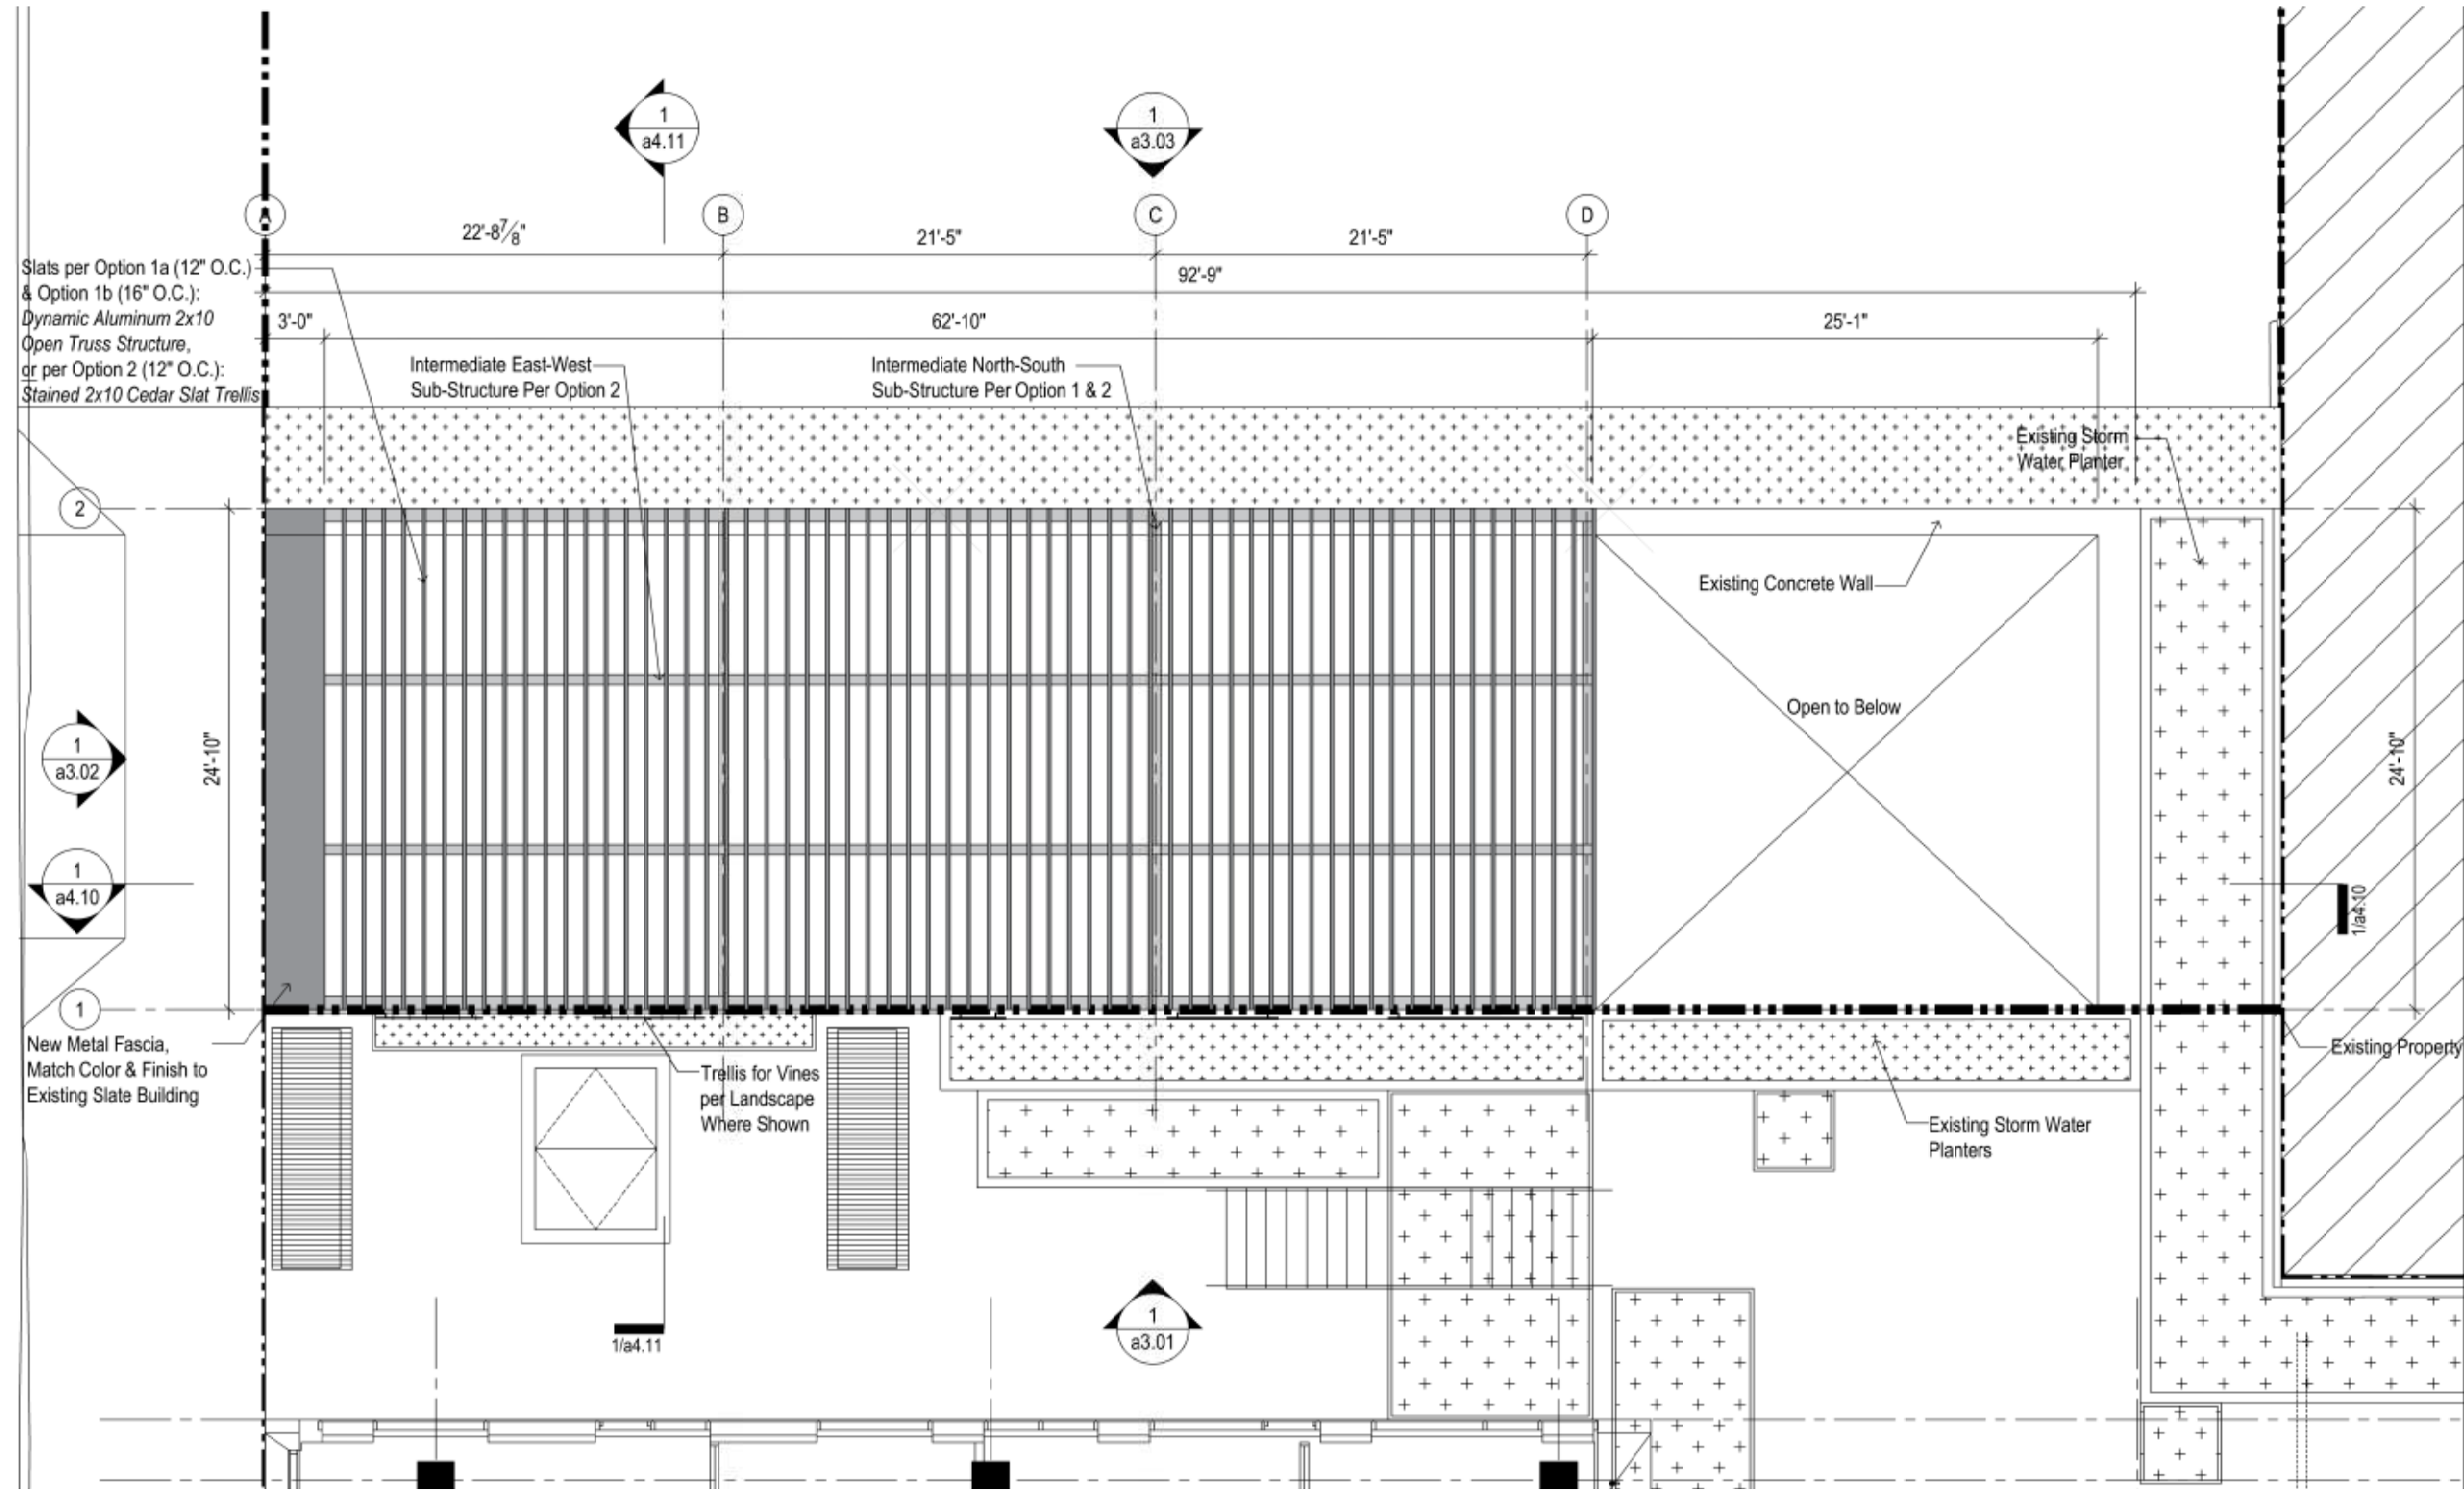 1
a4.11
1
a3.03
A
B
C
D
22'-8⅞"
21'-5"
21'-5"
92'-9"
3'-0"
62'-10"
25'-1"
Slats per Option 1a (12" O.C.)
& Option 1b (16" O.C.):
Dynamic Aluminum 2x10
Open Truss Structure,
or per Option 2 (12" O.C.):
Stained 2x10 Cedar Slat Trellis
Intermediate East-West
Sub-Structure Per Option 2
Intermediate North-South
Sub-Structure Per Option 1 & 2
Existing Storm
Water Planter
2
Existing Concrete Wall
Open to Below
24'-10"
24'-10"
1
a3.02
1
a4.10
1/a4.10
1
New Metal Fascia,
Match Color & Finish to
Existing Slate Building
Trellis for Vines
per Landscape
Where Shown
Existing Property
Existing Storm Water
Planters
1/a4.11
1
a3.01